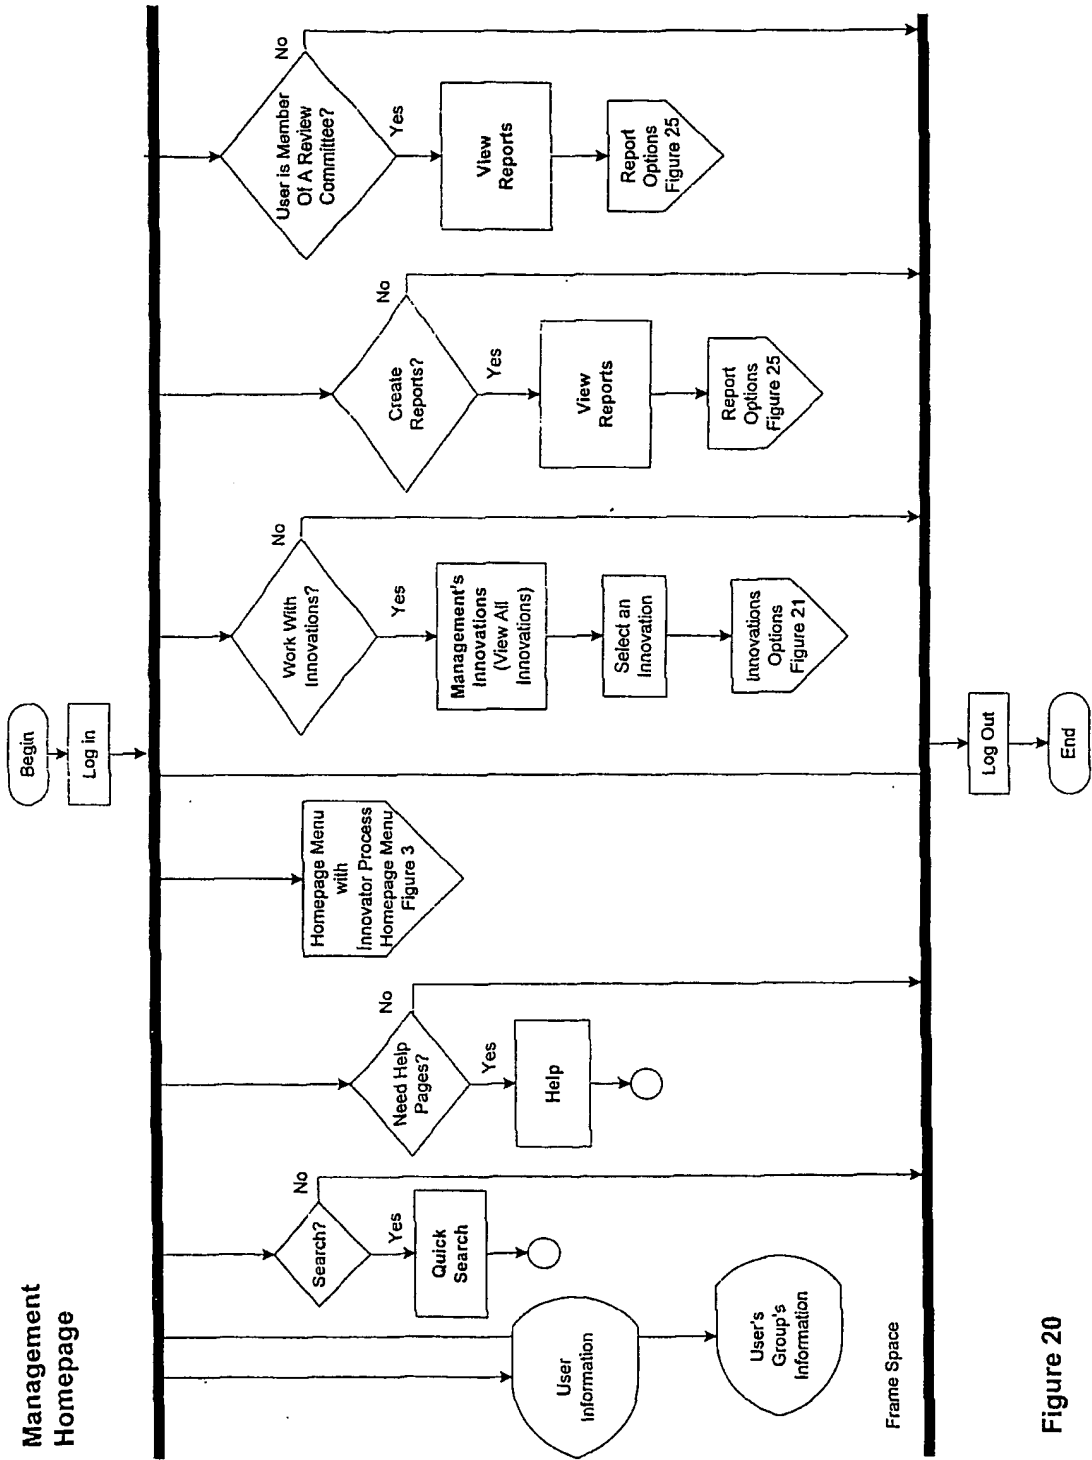 Management
Homepage
Begin
Log in
Search?
No
Yes
Quick
Search
User
Information
User's
Group's
Information
Frame Space
Need Help
Pages?
No
Yes
Help
Homepage Menu
with
Innovator Process
Homepage Menu
Figure 3
Work With
Innovations?
No
Yes
Management's
Innovations
(View All
Innovations)
Select an
Innovation
Innovations
Options
Figure 21
Create
Reports?
No
Yes
View
Reports
Report
Options
Figure 25
User is Member
Of A Review
Committee?
No
Yes
View
Reports
Report
Options
Figure 25
Log Out
End
Figure 20